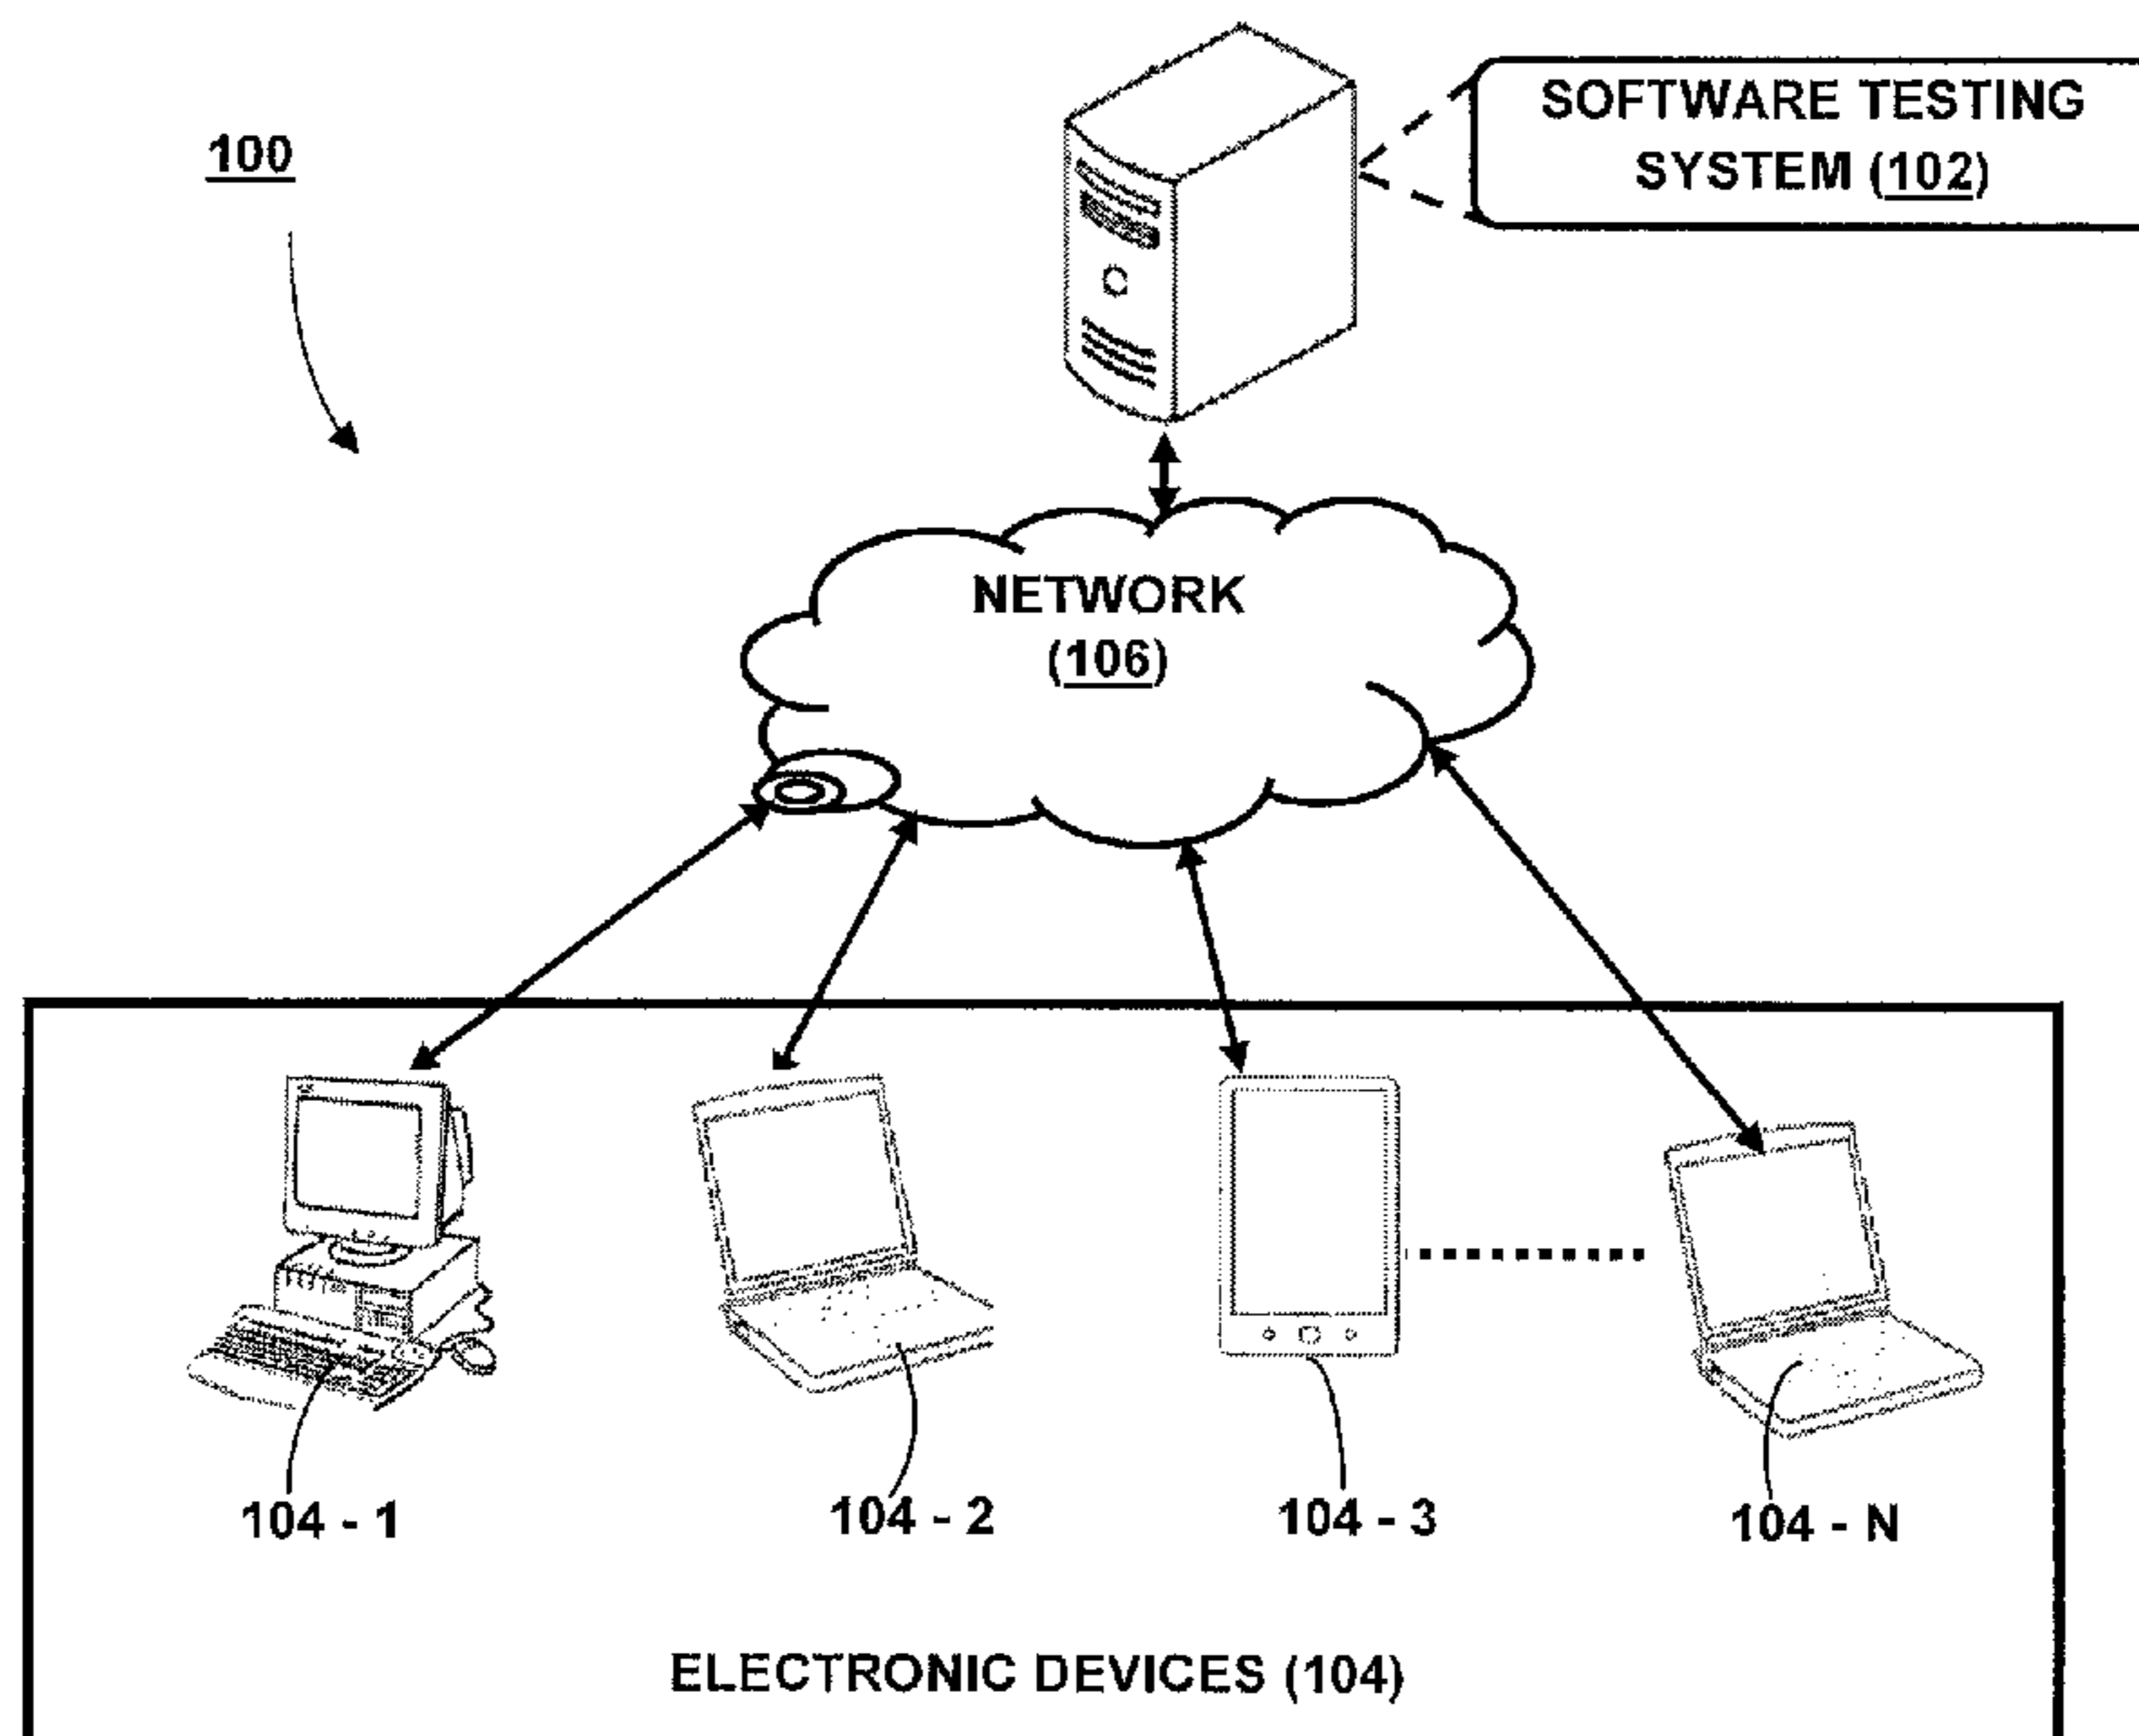 100
SOFTWARE TESTING
SYSTEM (102)
NETWORK
(106)
104 - 1
104 - 2
104 - 3
104 - N
ELECTRONIC DEVICES (104)